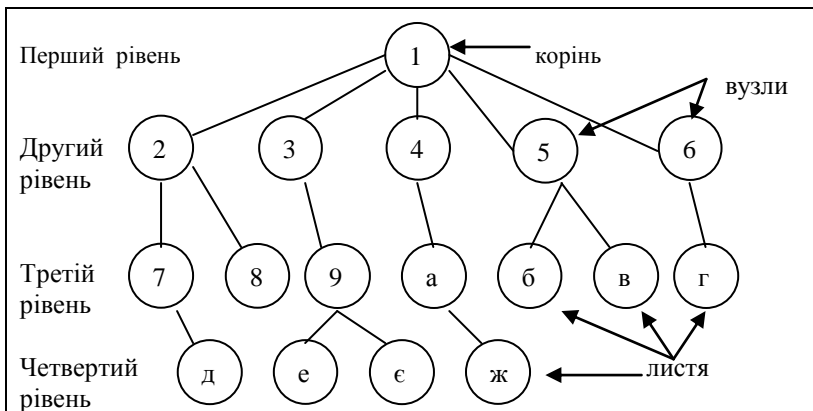 Перший рівень 1 корінь
вузли
Другий рівень 2 3 4 5 6
Третій рівень 7 8 9 а б в г
Четвертий рівень д е є ж листя